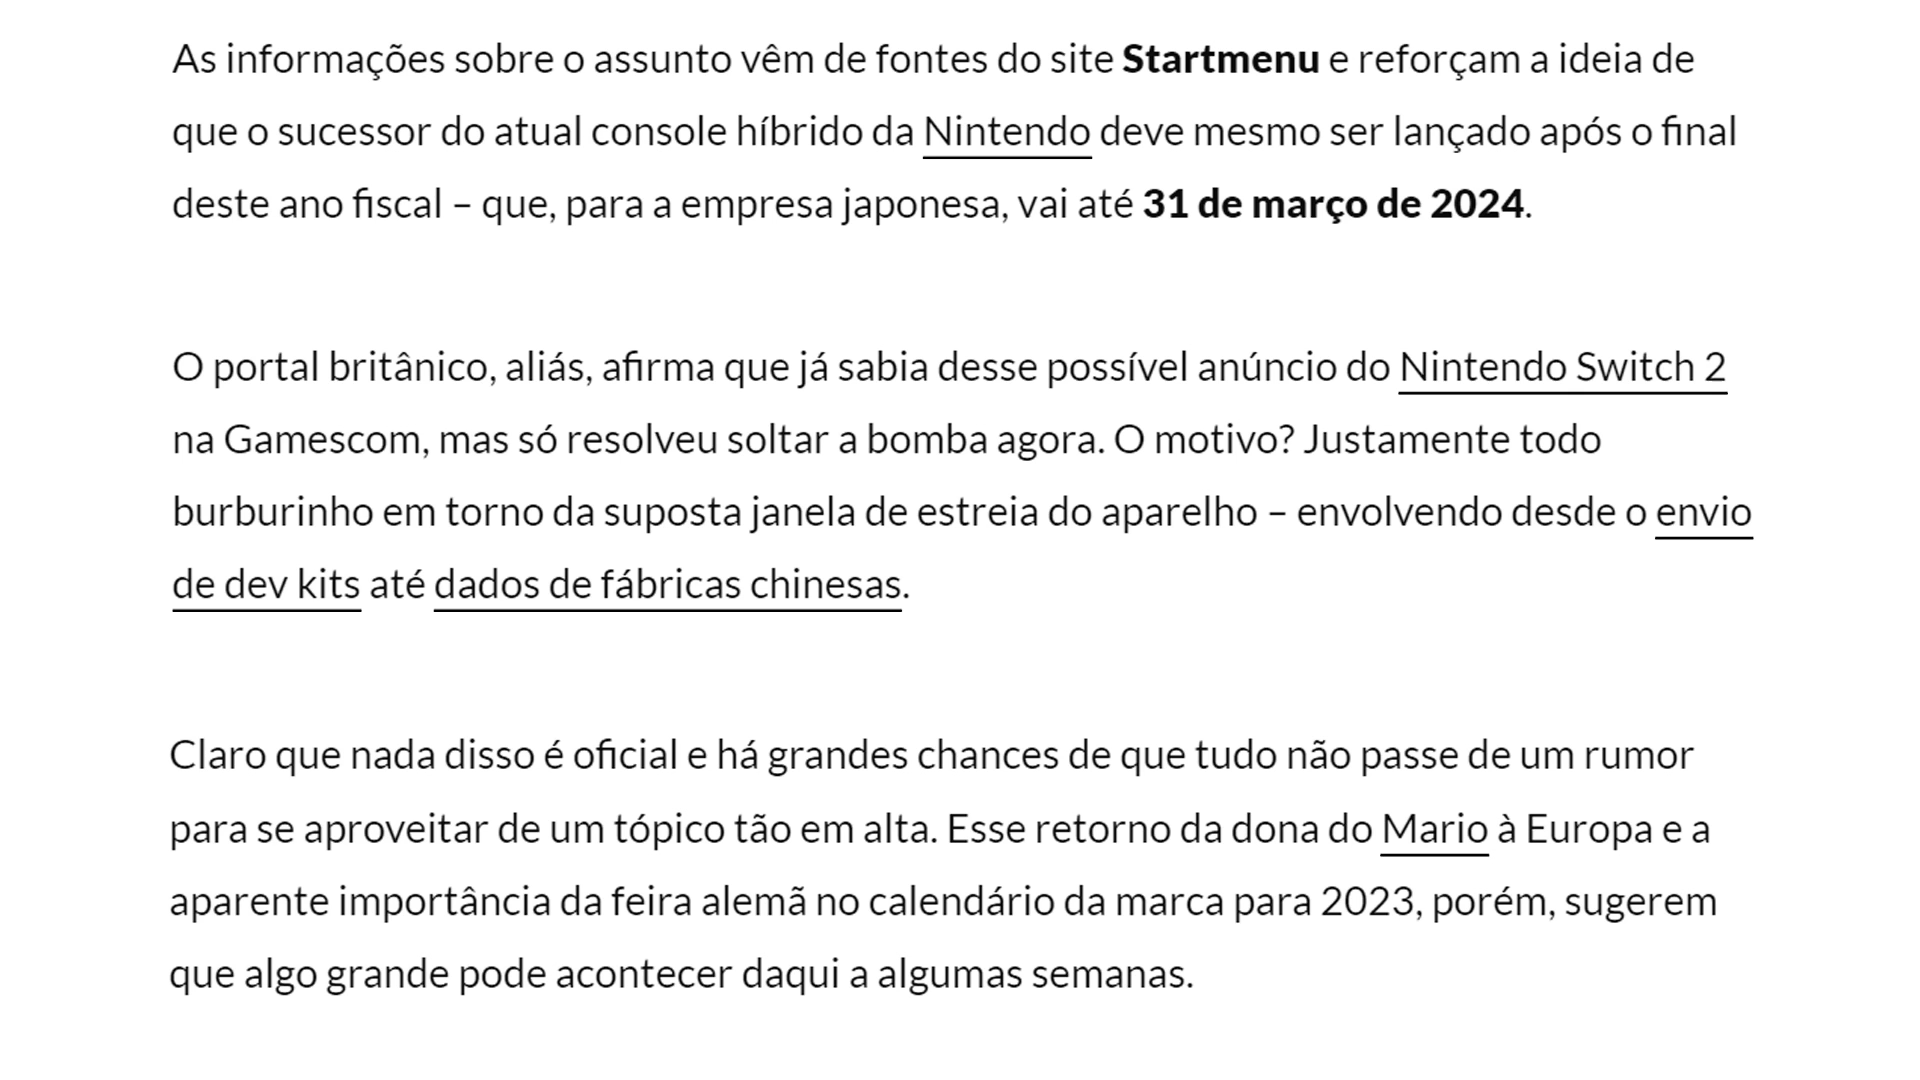 As informações sobre o assunto vêm de fontes do site Startmenu e reforçam a ideia de
que o sucessor do atual console híbrido da Nintendo deve mesmo ser lançado após o final
deste ano fiscal – que, para a empresa japonesa, vai até 31 de março de 2024.
O portal britânico, aliás, afirma que já sabia desse possível anúncio do Nintendo Switch 2
na Gamescom, mas só resolveu soltar a bomba agora. O motivo? Justamente todo
burburinho em torno da suposta janela de estreia do aparelho – envolvendo desde o envio
de dev kits até dados de fábricas chinesas.
Claro que nada disso é oficial e há grandes chances de que tudo não passe de um rumor
para se aproveitar de um tópico tão em alta. Esse retorno da dona do Mario à Europa e a
aparente importância da feira alemã no calendário da marca para 2023, porém, sugerem
que algo grande pode acontecer daqui a algumas semanas.